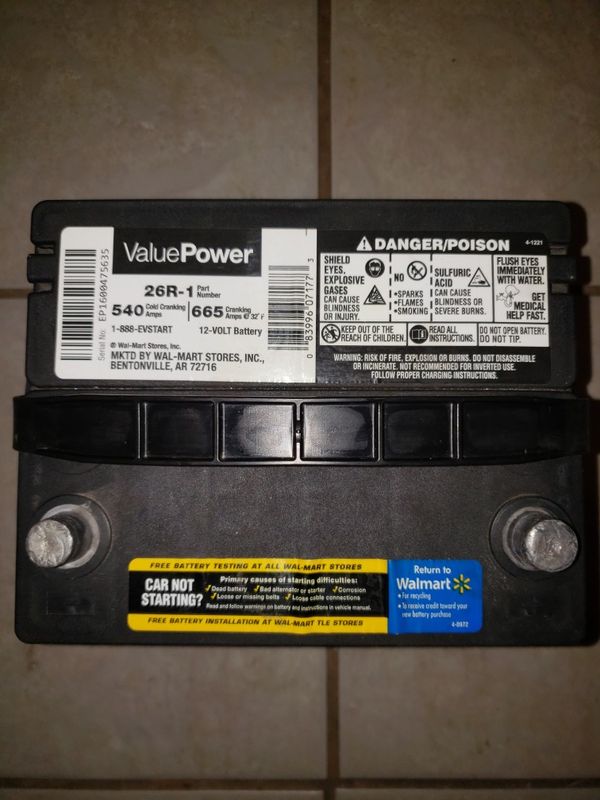 ValuePower
26R-1 Part Number
540 Cold Cranking Amps
665 Cranking Amps @ 32° F
1-888-EVSTART 12-VOLT Battery
® Wal-Mart Stores, Inc.
MKTD BY WAL-MART STORES, INC.,
BENTONVILLE, AR 72716
Serial No: EP1600475635
0 83996 07177 3
DANGER/POISON
4-1221
SHIELD
EYES.
EXPLOSIVE
GASES
CAN CAUSE
BLINDNESS
OR INJURY.
NO
•SPARKS
•FLAMES
•SMOKING
SULFURIC
ACID
CAN CAUSE
BLINDNESS OR
SEVERE BURNS.
FLUSH EYES
IMMEDIATELY
WITH WATER.
GET
MEDICAL
HELP FAST.
KEEP OUT OF THE
REACH OF CHILDREN.
READ ALL
INSTRUCTIONS.
DO NOT OPEN BATTERY.
DO NOT TIP.
WARNING: RISK OF FIRE, EXPLOSION OR BURNS. DO NOT DISASSEMBLE
OR INCINERATE. NOT RECOMMENDED FOR INVERTED USE.
FOLLOW PROPER CHARGING INSTRUCTIONS.
FREE BATTERY TESTING AT ALL WAL-MART STORES
CAR NOT
STARTING?
Primary causes of starting difficulties:
✓Dead battery ✓Bad alternator or starter ✓Corrosion
✓Loose or missing belts ✓Loose cable connections
Read and follow warnings on battery and instructions in vehicle manual.
FREE BATTERY INSTALLATION AT WAL-MART TLE STORES
Return to
Walmart
• For recycling
• To receive credit toward your
new battery purchase
4-0972